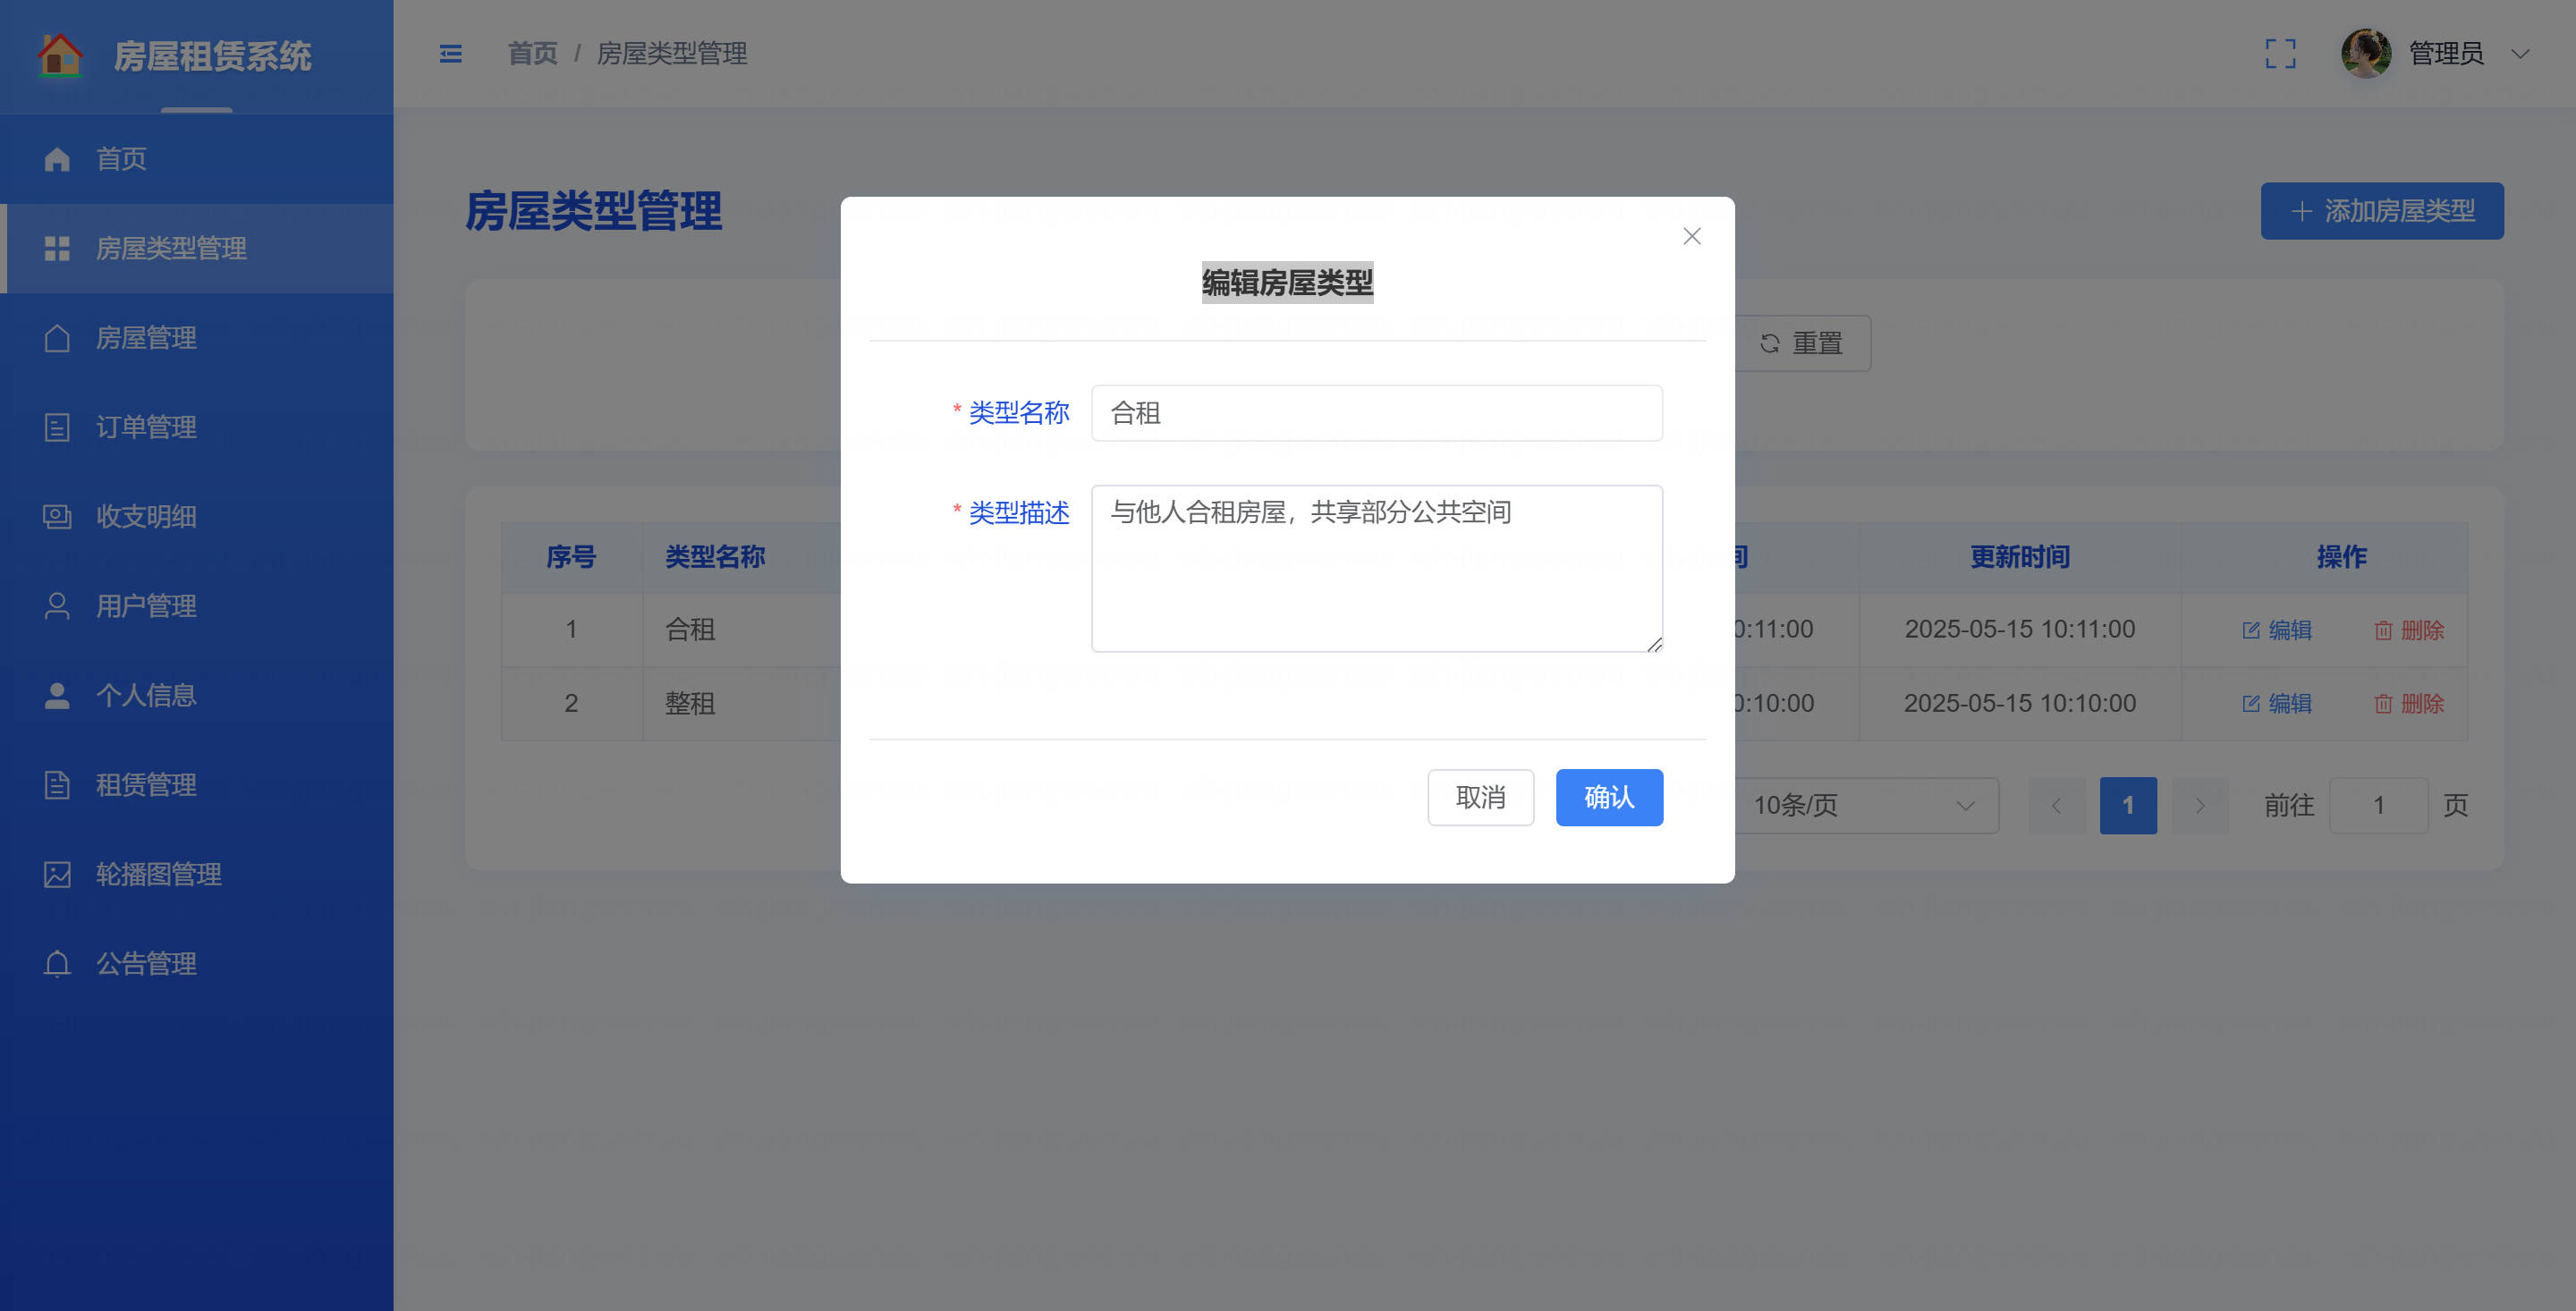 房屋租赁系统
首页 / 房屋类型管理
管理员
首页
房屋类型管理
房屋管理
订单管理
收支明细
用户管理
个人信息
租赁管理
轮播图管理
公告管理
房屋类型管理
添加房屋类型
重置
序号 类型名称 间 更新时间 操作
1 合租 0:11:00 2025-05-15 10:11:00 编辑 删除
2 整租 0:10:00 2025-05-15 10:10:00 编辑 删除
10条/页 1 前往 1 页
编辑房屋类型
* 类型名称 合租
* 类型描述 与他人合租房屋，共享部分公共空间
取消 确认